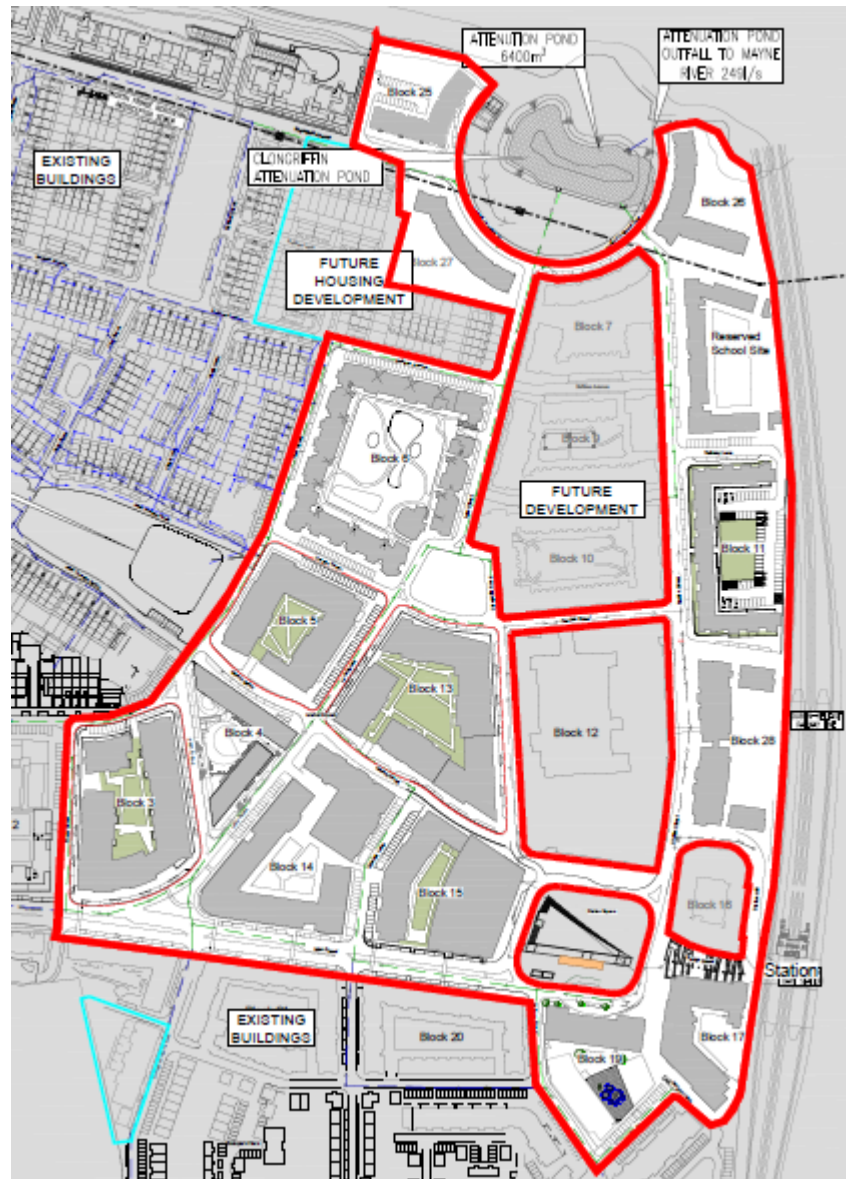 ATTENUTION POND
6400m³
ATTENUATION POND
OUTFALL TO MAYNE
RIVER 249l/s
Block 25
EXISTING
BUILDINGS
CLONGRIFFIN
ATTENUATION POND
Block 26
FUTURE
HOUSING
DEVELOPMENT
Block 27
Block 7
Reserved
School Site
Block 6
Block 9
FUTURE
DEVELOPMENT
Block 11
Block 10
Block 5
Block 13
Block 4
Block 12
Block 28
Block 3
2
Block 14
Block 15
Block 16
Station
EXISTING
BUILDINGS
Block 20
Block 19
Block 17